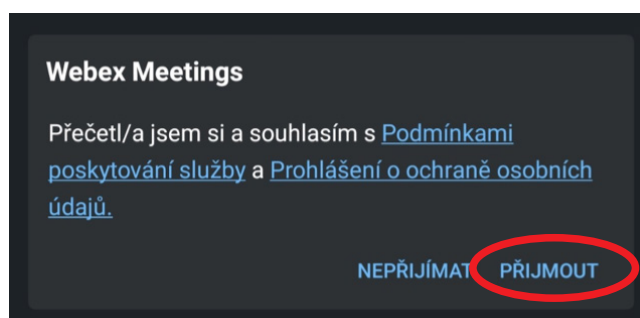 Webex Meetings
Přečetl/a jsem si a souhlasím s Podmínkami
poskytování služby a Prohlášení o ochraně osobních
údajů.
NEPŘIJÍMAT PŘIJMOUT